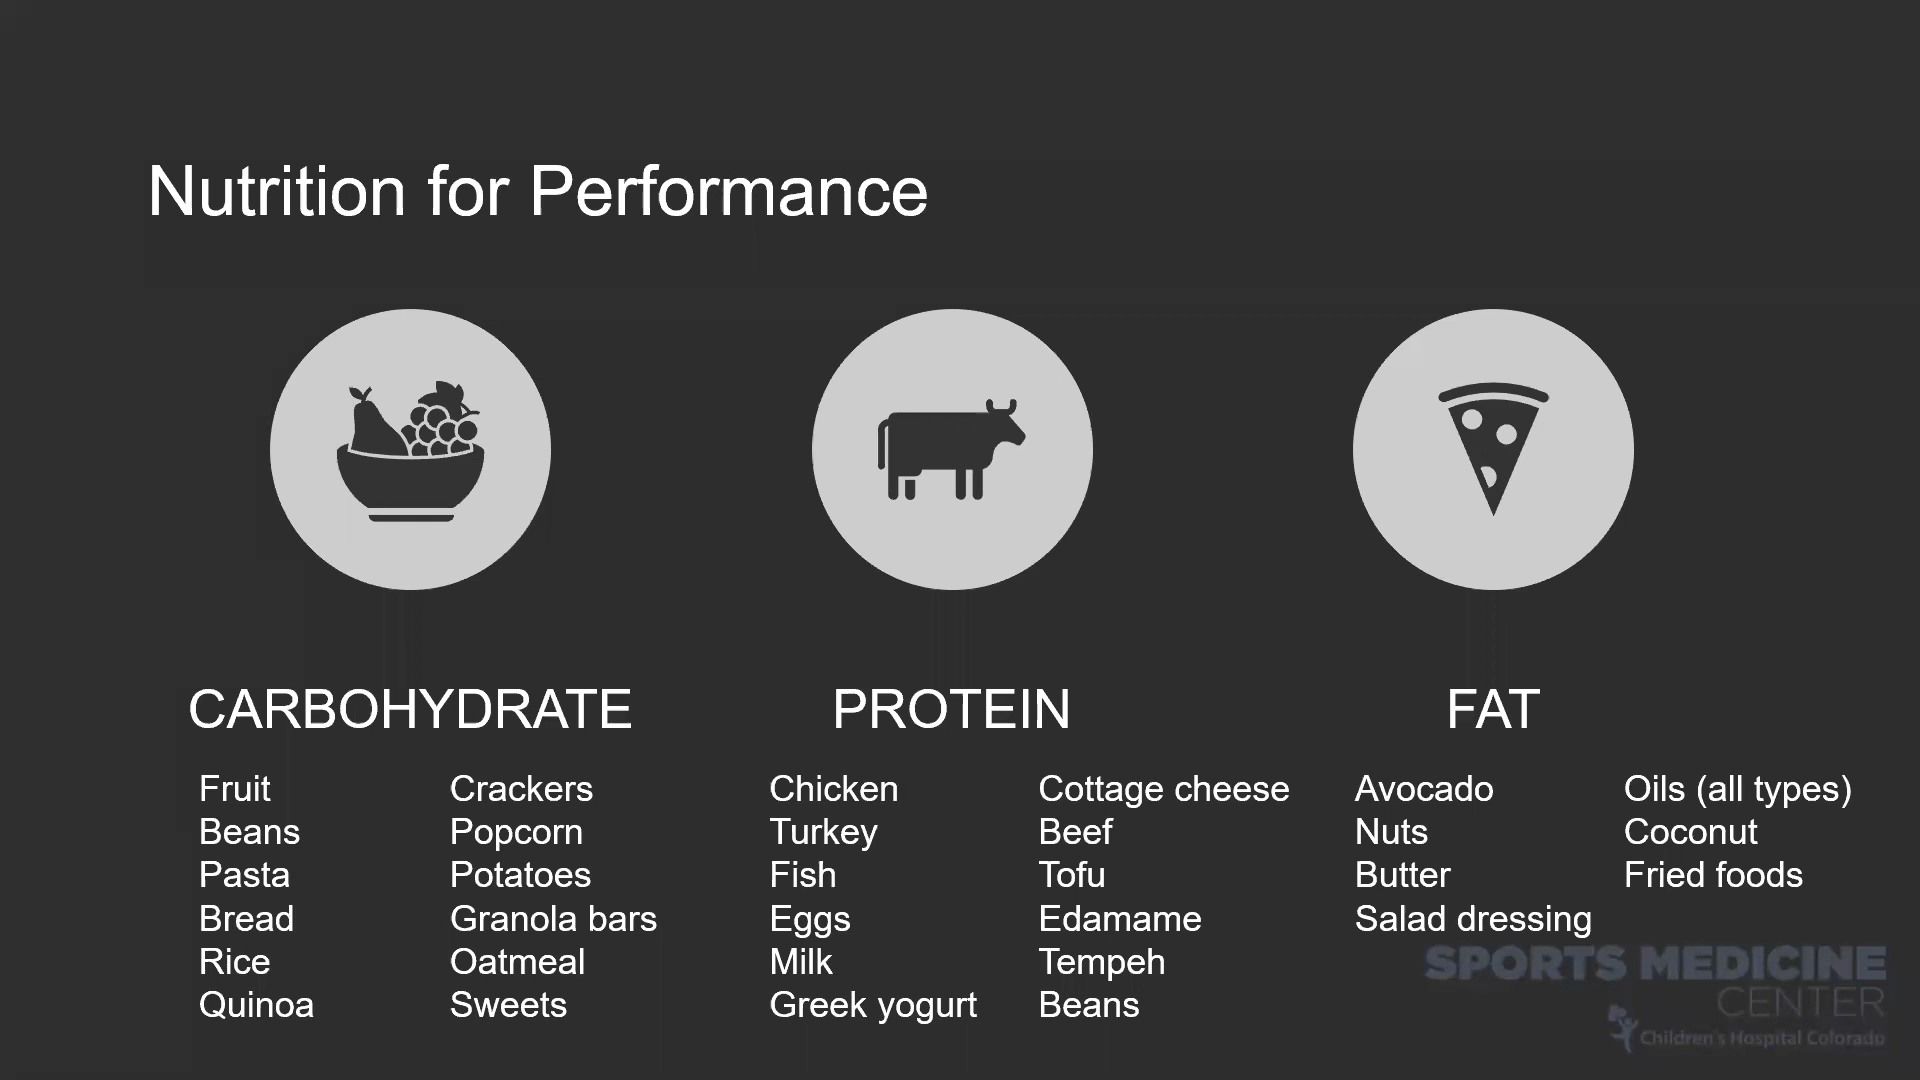 Nutrition for Performance
CARBOHYDRATE
Fruit
Beans
Pasta
Bread
Rice
Quinoa
Crackers
Popcorn
Potatoes
Granola bars
Oatmeal
Sweets
PROTEIN
Chicken
Turkey
Fish
Eggs
Milk
Greek yogurt
Cottage cheese
Beef
Tofu
Edamame
Tempeh
Beans
FAT
Avocado
Nuts
Butter
Salad dressing
Oils (all types)
Coconut
Fried foods
SPORTS MEDICINE
CENTER
Children's Hospital Colorado